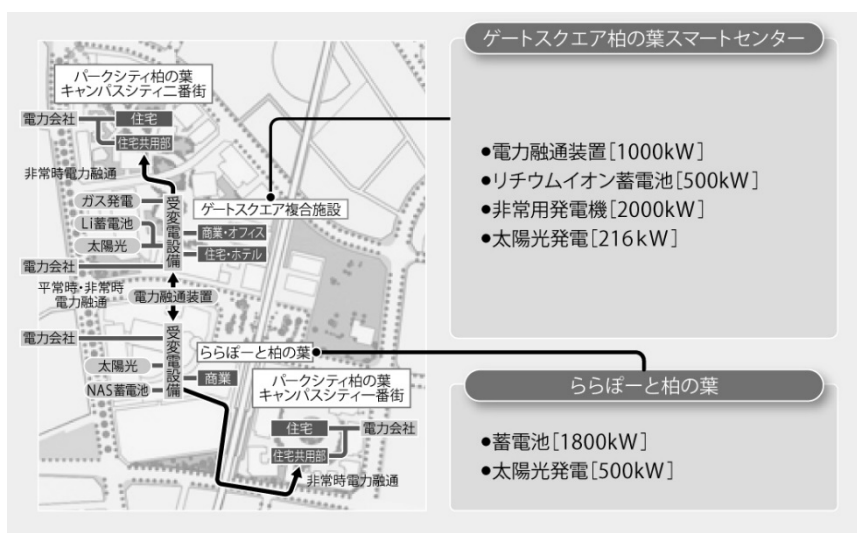 パークシティ柏の葉
キャンパスシティ二番街
電力会社
住宅
住宅共用部
非常時電力融通
ガス発電
Li蓄電池
太陽光
受変電設備
ゲートスクエア複合施設
商業・オフィス
住宅・ホテル
電力会社
平常時・非常時
電力融通
電力融通装置
電力会社
受変電設備
太陽光
NAS蓄電池
ららぽーと柏の葉
商業
パークシティ柏の葉
キャンパスシティ一番街
住宅
電力会社
住宅共用部
非常時電力融通
ゲートスクエア柏の葉スマートセンター
●電力融通装置[1000kW]
●リチウムイオン蓄電池[500kW]
●非常用発電機[2000kW]
●太陽光発電[216kW]
ららぽーと柏の葉
●蓄電池[1800kW]
●太陽光発電[500kW]